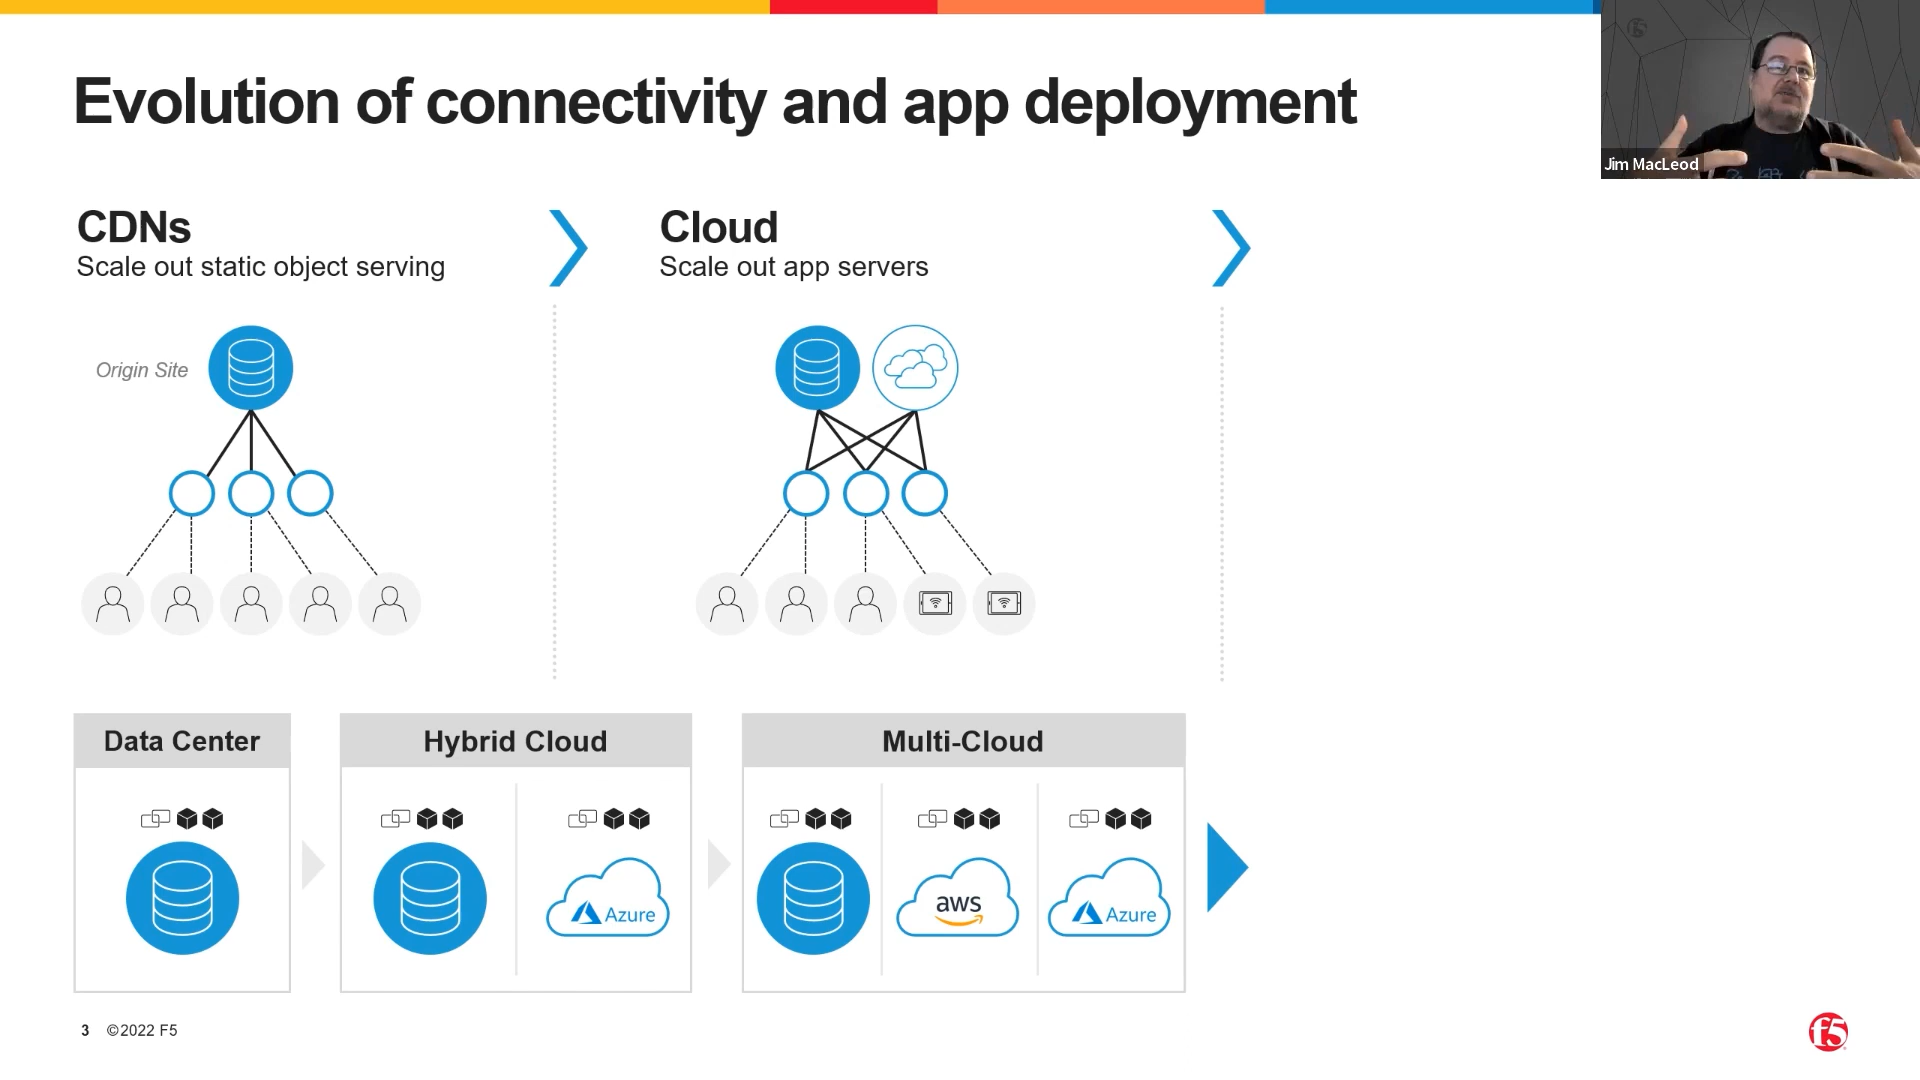 Evolution of connectivity and app deployment
Jim MacLeod
CDNs
Scale out static object serving
Cloud
Scale out app servers
Origin Site
Data Center
Hybrid Cloud
Multi-Cloud
Azure
aws
Azure
3 ©2022 F5
f5